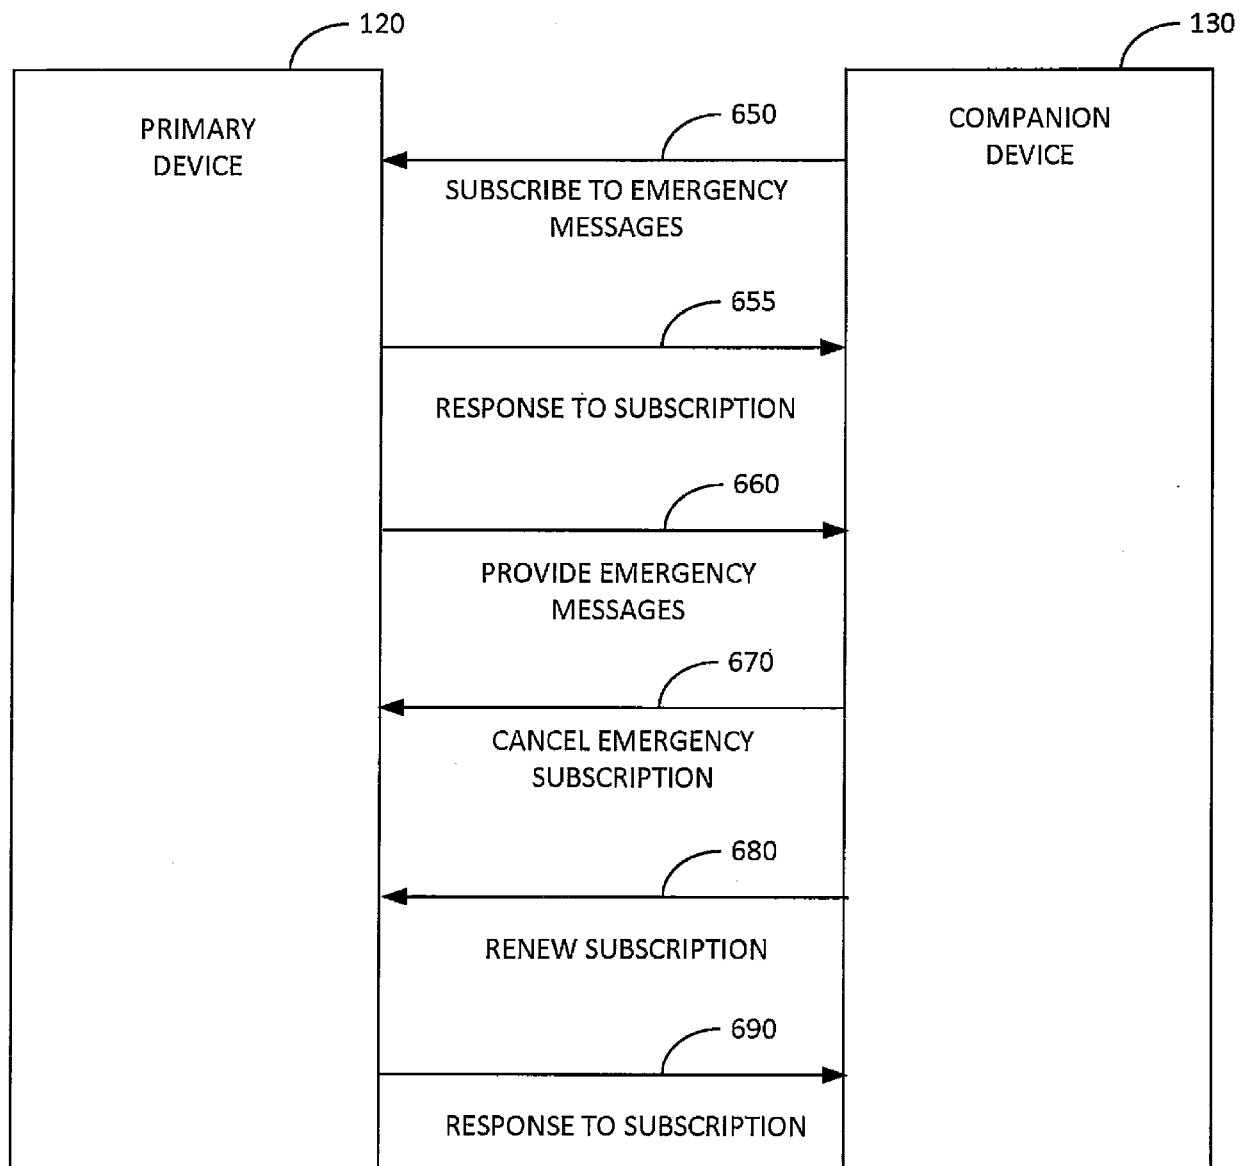 120
130
PRIMARY
DEVICE
COMPANION
DEVICE
650
SUBSCRIBE TO EMERGENCY
MESSAGES
655
RESPONSE TO SUBSCRIPTION
660
PROVIDE EMERGENCY
MESSAGES
670
CANCEL EMERGENCY
SUBSCRIPTION
680
RENEW SUBSCRIPTION
690
RESPONSE TO SUBSCRIPTION